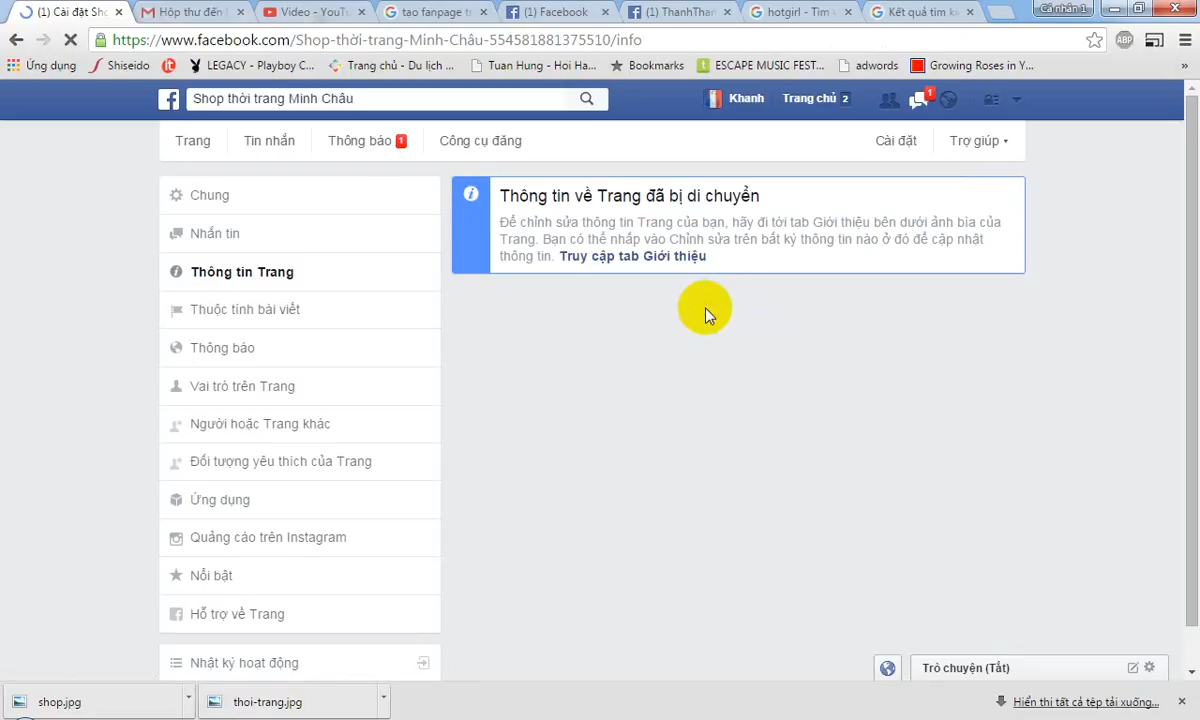 (1) Cài đặt Sho
Hộp thư đến
Video - YouTu
tao fanpage t
(1) Facebook
(1) ThanhThan
hotgirl - Tìm
Kết quả tìm k
Cá nhân 1
https://www.facebook.com/Shop-thời-trang-Minh-Châu-554581881375510/info
ABP
Ứng dụng
Shiseido
LEGACY - Playboy C...
Trang chủ - Du lịch ...
Tuan Hung - Hoi Ha...
Bookmarks
ESCAPE MUSIC FEST...
adwords
Growing Roses in Y...
»
Shop thời trang Minh Châu
Khanh
Trang chủ 2
1
Trang
Tin nhắn
Thông báo 1
Công cụ đăng
Cài đặt
Trợ giúp
Chung
Nhắn tin
Thông tin Trang
Thuộc tính bài viết
Thông báo
Vai trò trên Trang
Người hoặc Trang khác
Đối tượng yêu thích của Trang
Ứng dụng
Quảng cáo trên Instagram
Nổi bật
Hỗ trợ về Trang
Nhật ký hoạt động
Thông tin về Trang đã bị di chuyển
Để chỉnh sửa thông tin Trang của bạn, hãy đi tới tab Giới thiệu bên dưới ảnh bìa của
Trang. Bạn có thể nhấp vào Chỉnh sửa trên bất kỳ thông tin nào ở đó để cập nhật
thông tin. Truy cập tab Giới thiệu
Trò chuyện (Tắt)
shop.jpg
thoi-trang.jpg
Hiển thị tất cả tệp tải xuống...